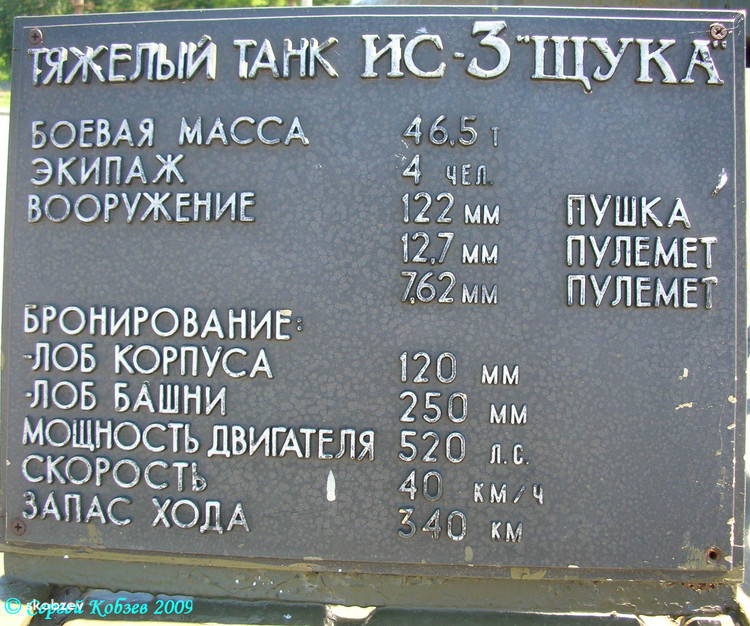 ТЯЖЕЛЫЙ ТАНК ИС-3 "ЩУКА"
БОЕВАЯ МАССА 46,5 Т
ЭКИПАЖ 4 ЧЕЛ.
ВООРУЖЕНИЕ 122 ММ ПУШКА
12,7 ММ ПУЛЕМЕТ
7,62 ММ ПУЛЕМЕТ
БРОНИРОВАНИЕ:
-ЛОБ КОРПУСА 120 ММ
-ЛОБ БАШНИ 250 ММ
МОЩНОСТЬ ДВИГАТЕЛЯ 520 Л.С.
СКОРОСТЬ 40 КМ/Ч
ЗАПАС ХОДА 340 КМ
© Сергей Кобзев 2009
skobzev